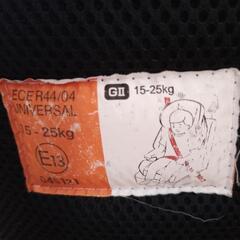 ECE R44/04
UNIVERSAL
15 - 25kg
E13
GII 15-25kg